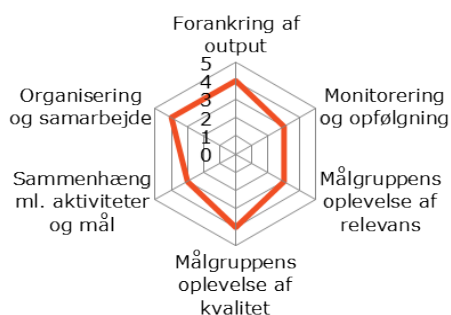 Forankring af
output
5
4
3
2
1
0
Monitorering
og opfølgning
Målgruppens
oplevelse af
relevans
Målgruppens
oplevelse af
kvalitet
Sammenhæng
ml. aktiviteter
og mål
Organisering
og samarbejde